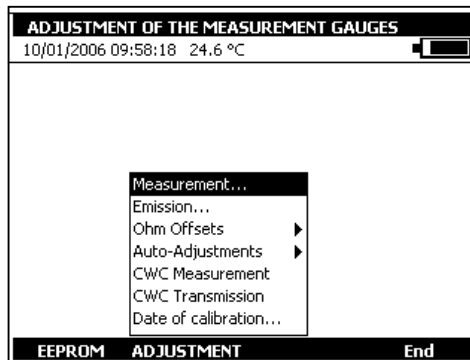 ADJUSTMENT OF THE MEASUREMENT GAUGES
10/01/2006 09:58:18 24.6 °C
Measurement...
Emission...
Ohm Offsets
Auto-Adjustments
CWC Measurement
CWC Transmission
Date of calibration...
EEPROM ADJUSTMENT End